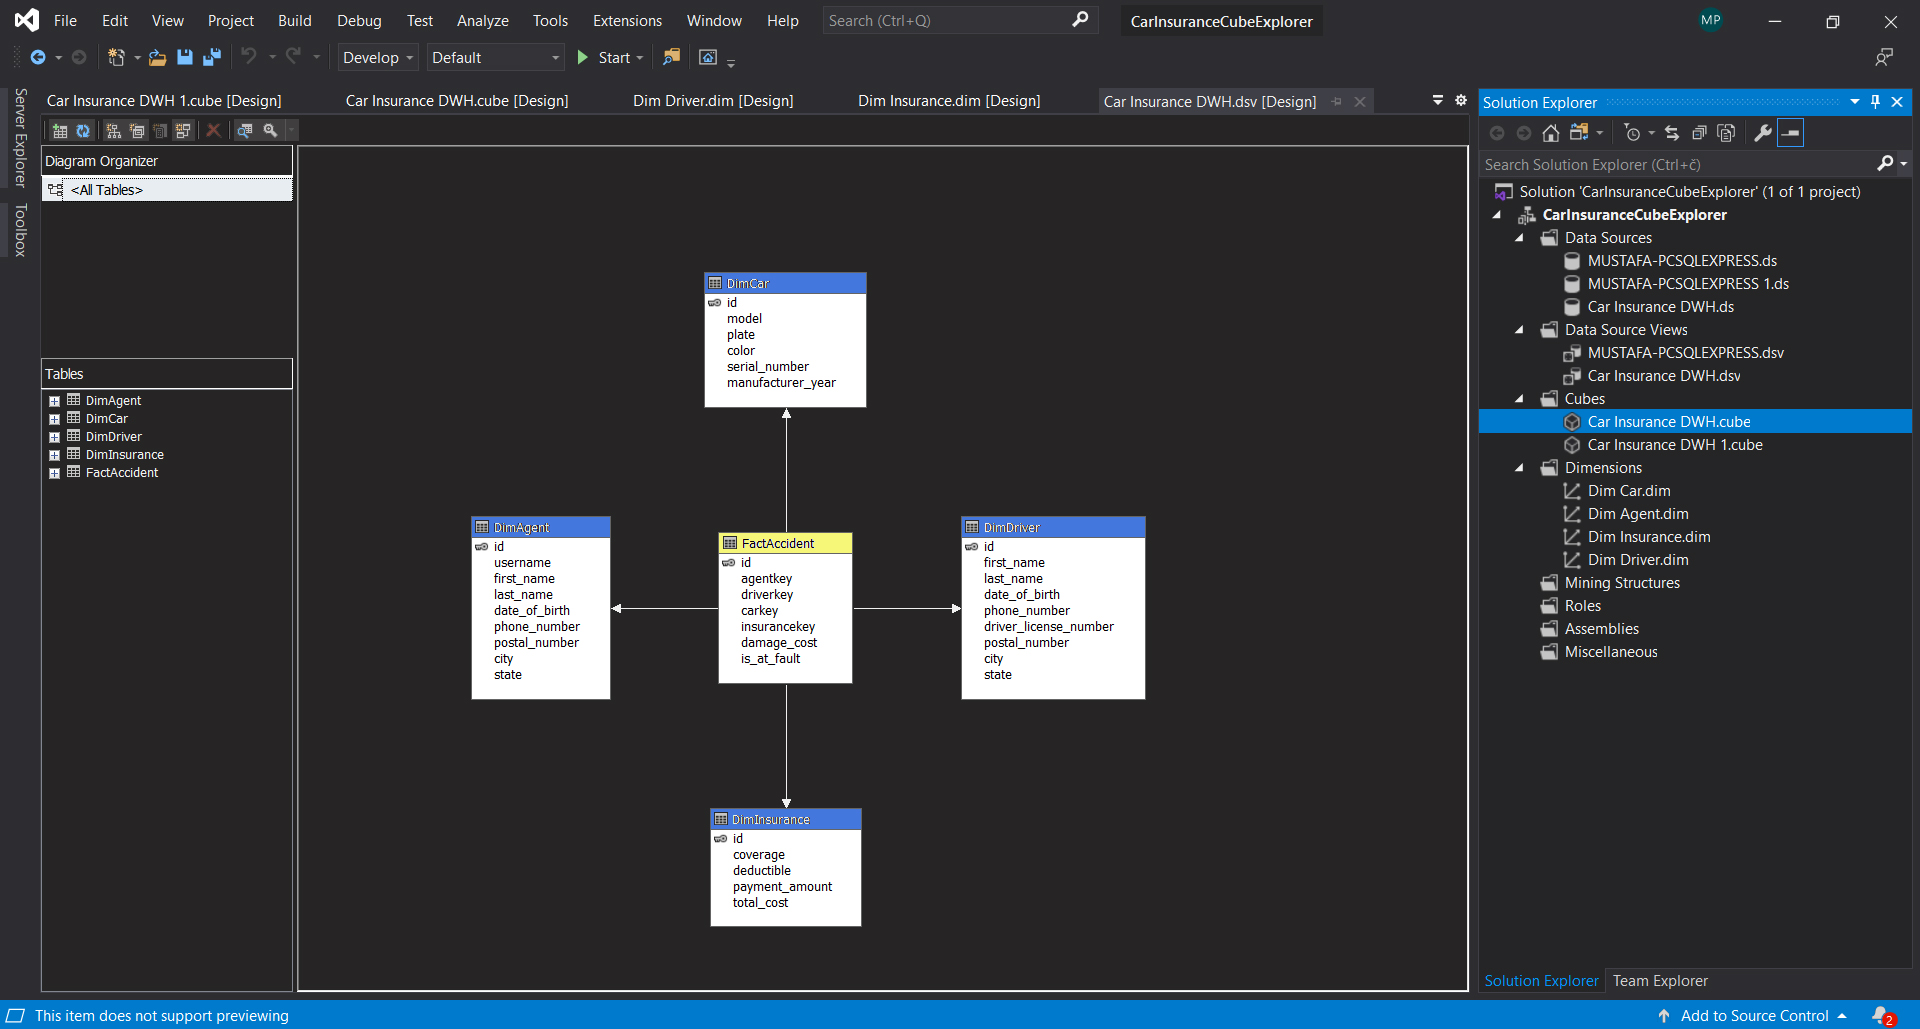 File Edit View Project Build Debug Test Analyze Tools Extensions Window Help Search (Ctrl+Q) CarInsuranceCubeExplorer MP
Develop Default Start
Server Explorer
Toolbox
Car Insurance DWH 1.cube [Design] Car Insurance DWH.cube [Design] Dim Driver.dim [Design] Dim Insurance.dim [Design] Car Insurance DWH.dsv [Design]
Diagram Organizer
<All Tables>
Tables
DimAgent
DimCar
DimDriver
DimInsurance
FactAccident
DimCar
id
model
plate
color
serial_number
manufacturer_year
DimAgent
id
username
first_name
last_name
date_of_birth
phone_number
postal_number
city
state
FactAccident
id
agentkey
driverkey
carkey
insurancekey
damage_cost
is_at_fault
DimDriver
id
first_name
last_name
date_of_birth
phone_number
driver_license_number
postal_number
city
state
DimInsurance
id
coverage
deductible
payment_amount
total_cost
Solution Explorer
Search Solution Explorer (Ctrl+č)
Solution 'CarInsuranceCubeExplorer' (1 of 1 project)
CarInsuranceCubeExplorer
Data Sources
MUSTAFA-PCSQLEXPRESS.ds
MUSTAFA-PCSQLEXPRESS 1.ds
Car Insurance DWH.ds
Data Source Views
MUSTAFA-PCSQLEXPRESS.dsv
Car Insurance DWH.dsv
Cubes
Car Insurance DWH.cube
Car Insurance DWH 1.cube
Dimensions
Dim Car.dim
Dim Agent.dim
Dim Insurance.dim
Dim Driver.dim
Mining Structures
Roles
Assemblies
Miscellaneous
Solution Explorer Team Explorer
This item does not support previewing Add to Source Control 2